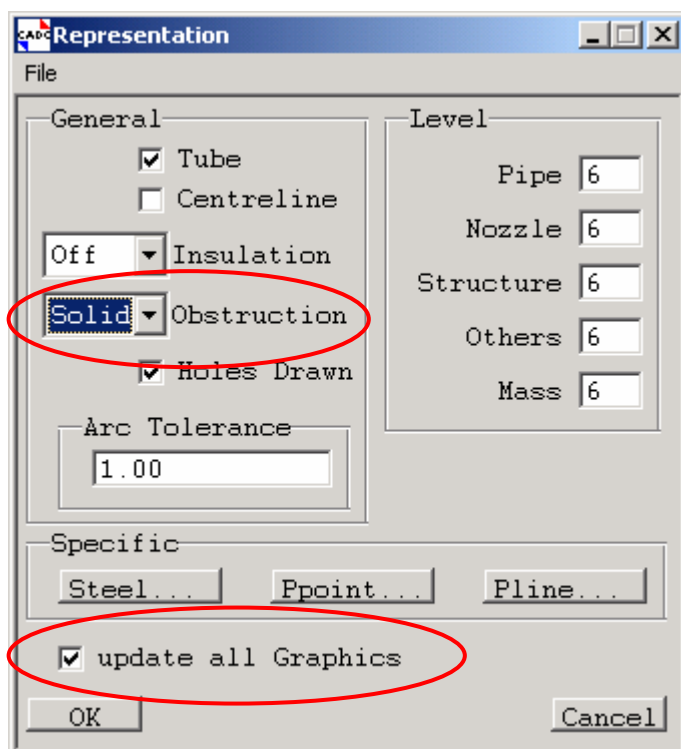 CADC Representation
File
General
Tube
Centreline
Off Insulation
Solid Obstruction
Holes Drawn
Arc Tolerance
1.00
Level
Pipe 6
Nozzle 6
Structure 6
Others 6
Mass 6
Specific
Steel... Ppoint... Pline...
update all Graphics
OK Cancel